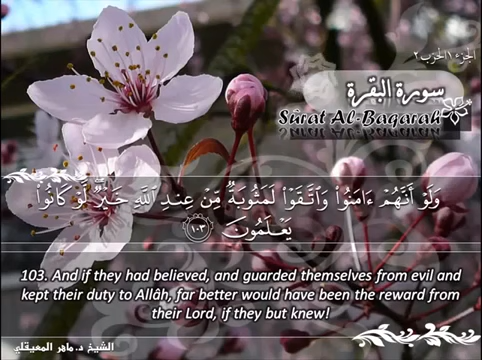 الجزء ١ الحزب ٢
سورة البقرة
Sûrat Al-Baqarah
وَلَوْ أَنَّهُمْ ءَامَنُوا۟ وَٱتَّقَوْا۟ لَمَثُوبَةٌ مِّنْ عِندِ ٱللَّهِ خَيْرٌ لَّوْ كَانُوا۟
يَعْلَمُونَ ١٠٣
103. And if they had believed, and guarded themselves from evil and
kept their duty to Allâh, far better would have been the reward from
their Lord, if they but knew!
الشيخ د. ماهر المعيقلي